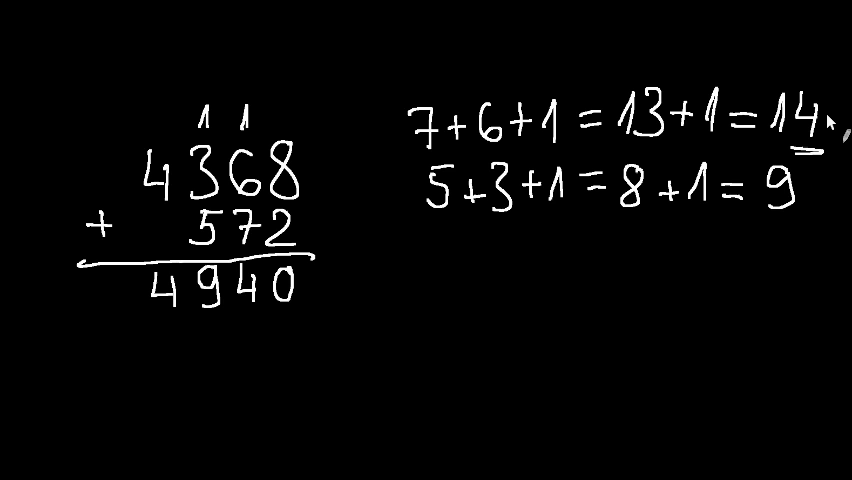 1 1
4368
+ 572
4940
7+6+1 = 13+1 = 14
5+3+1 = 8+1 = 9